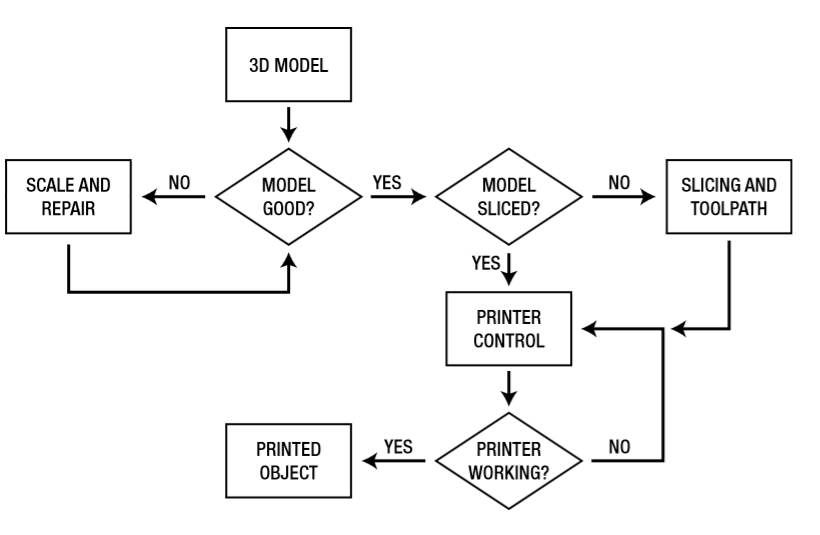 3D MODEL
SCALE AND
REPAIR
NO
MODEL
GOOD?
YES
MODEL
SLICED?
NO
SLICING AND
TOOLPATH
YES
PRINTER
CONTROL
PRINTED
OBJECT
YES
PRINTER
WORKING?
NO